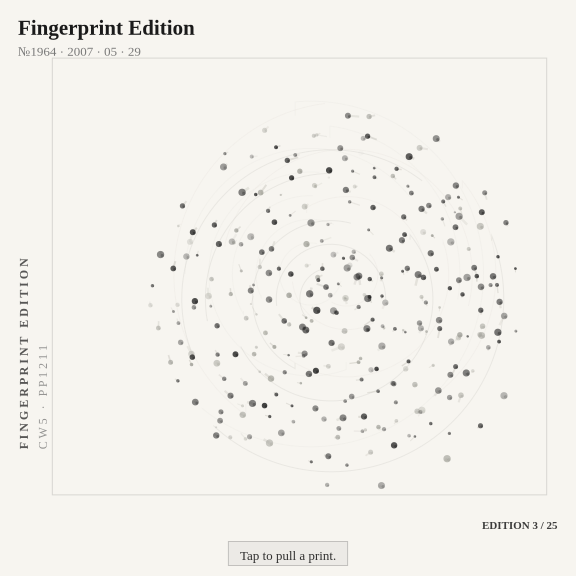 Fingerprint Edition
№1964 · 2007 · 05 · 29
FINGERPRINT EDITION
CW5 · PP1211
EDITION 3 / 25
Tap to pull a print.